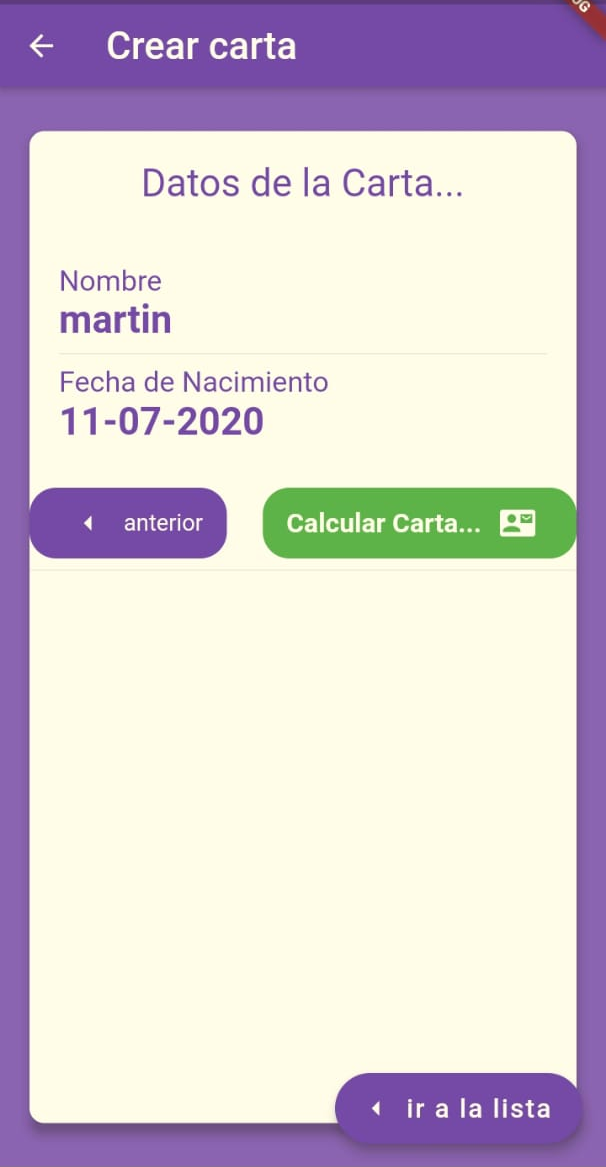 Crear carta
Datos de la Carta...
Nombre
martin
Fecha de Nacimiento
11-07-2020
anterior
Calcular Carta...
ir a la lista